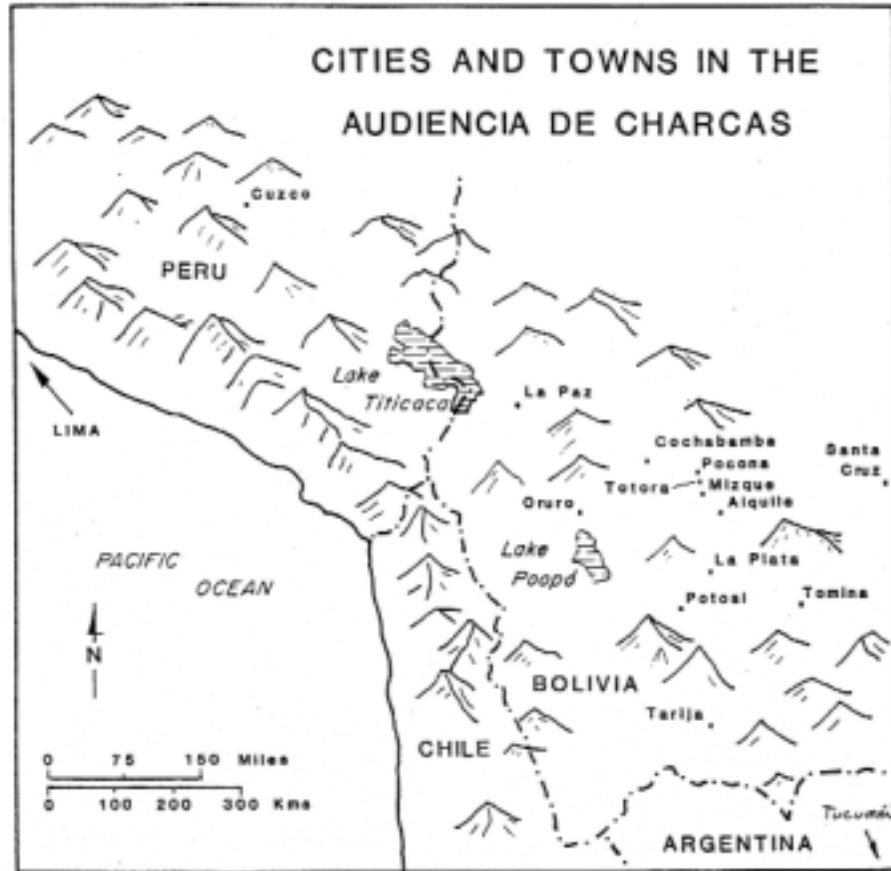 CITIES AND TOWNS IN THE
AUDIENCIA DE CHARCAS
Cuzco
PERU
Lake
Titicaca
La Paz
LIMA
Cochabamba
Santa
Cruz
Pocona
Totora
Mizque
Aiquile
Oruro
Lake
Poopó
PACIFIC
OCEAN
La Plata
Potosi
Tomina
N
BOLIVIA
Tarija
CHILE
0 75 150 Miles
0 100 200 300 Kms
Tucumán
ARGENTINA